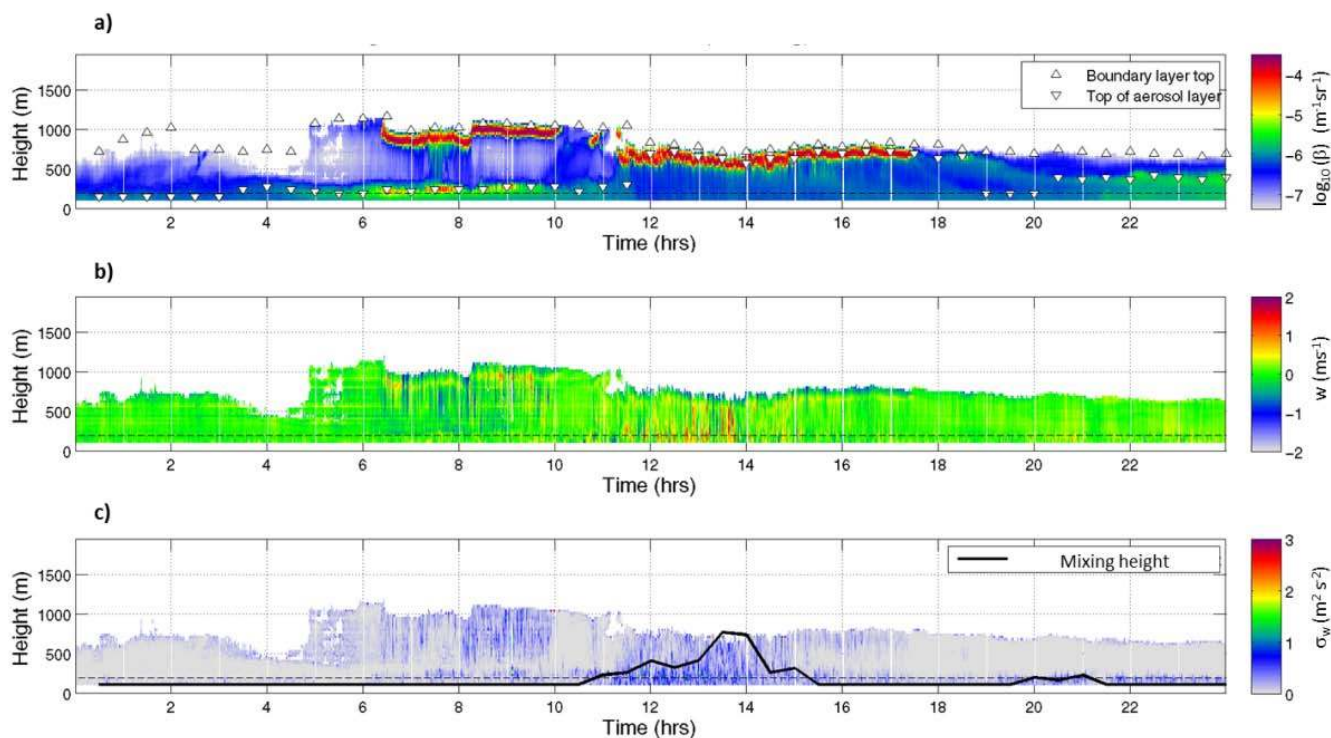 a)
Height (m)
1500
1000
500
0
△ Boundary layer top
▽ Top of aerosol layer
2 4 6 8 10 12 14 16 18 20 22
Time (hrs)
−4
−5
−6
−7
log₁₀(β) (m⁻¹sr⁻¹)
b)
Height (m)
1500
1000
500
0
2 4 6 8 10 12 14 16 18 20 22
Time (hrs)
2
1
0
−1
−2
w (ms⁻¹)
c)
Height (m)
1500
1000
500
0
Mixing height
2 4 6 8 10 12 14 16 18 20 22
Time (hrs)
3
2
1
0
σw (m² s⁻²)